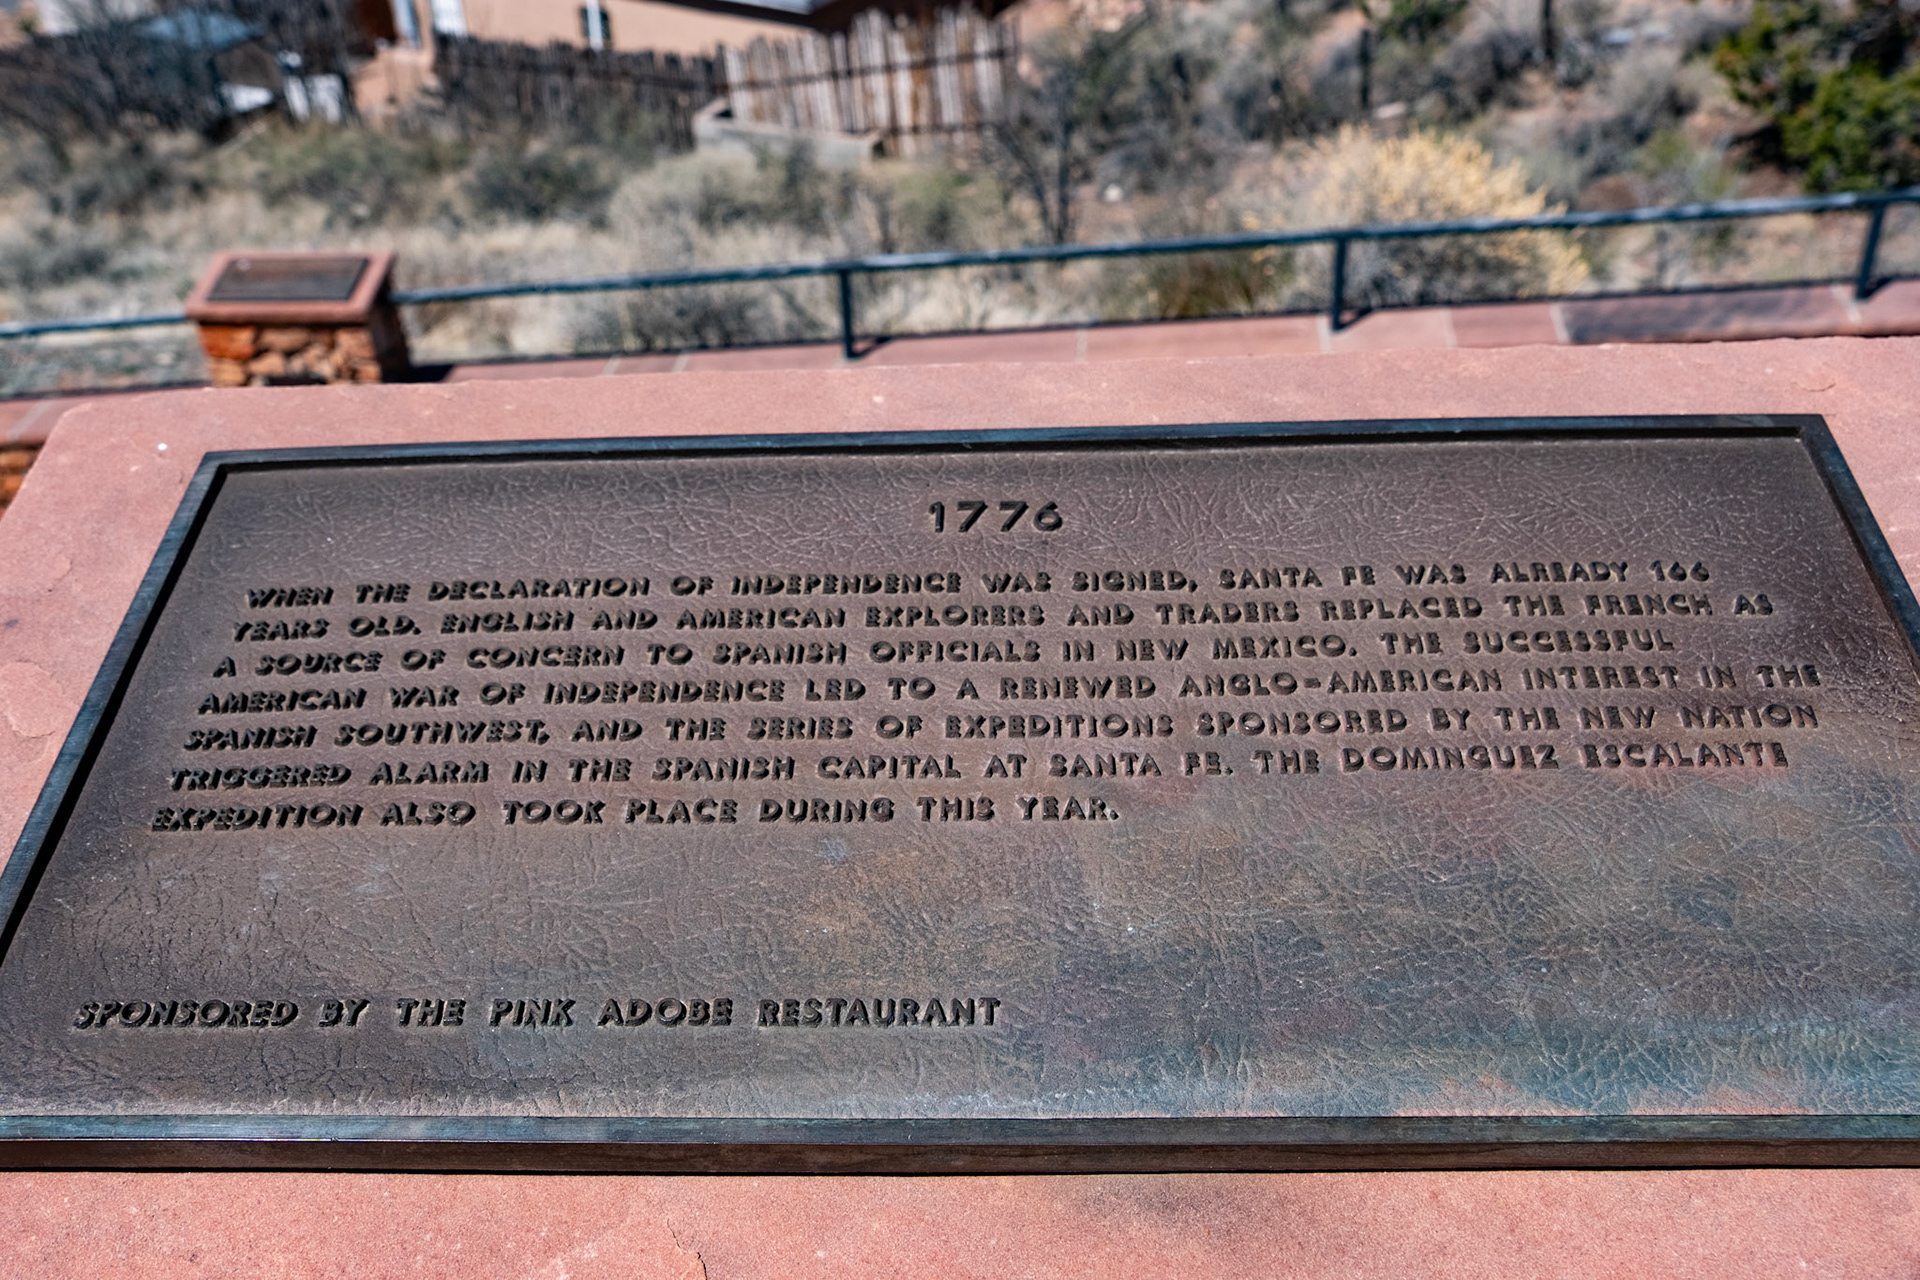 1776
WHEN THE DECLARATION OF INDEPENDENCE WAS SIGNED, SANTA FE WAS ALREADY 166
YEARS OLD. ENGLISH AND AMERICAN EXPLORERS AND TRADERS REPLACED THE FRENCH AS
A SOURCE OF CONCERN TO SPANISH OFFICIALS IN NEW MEXICO. THE SUCCESSFUL
AMERICAN WAR OF INDEPENDENCE LED TO A RENEWED ANGLO-AMERICAN INTEREST IN THE
SPANISH SOUTHWEST, AND THE SERIES OF EXPEDITIONS SPONSORED BY THE NEW NATION
TRIGGERED ALARM IN THE SPANISH CAPITAL AT SANTA FE. THE DOMINGUEZ ESCALANTE
EXPEDITION ALSO TOOK PLACE DURING THIS YEAR.
SPONSORED BY THE PINK ADOBE RESTAURANT